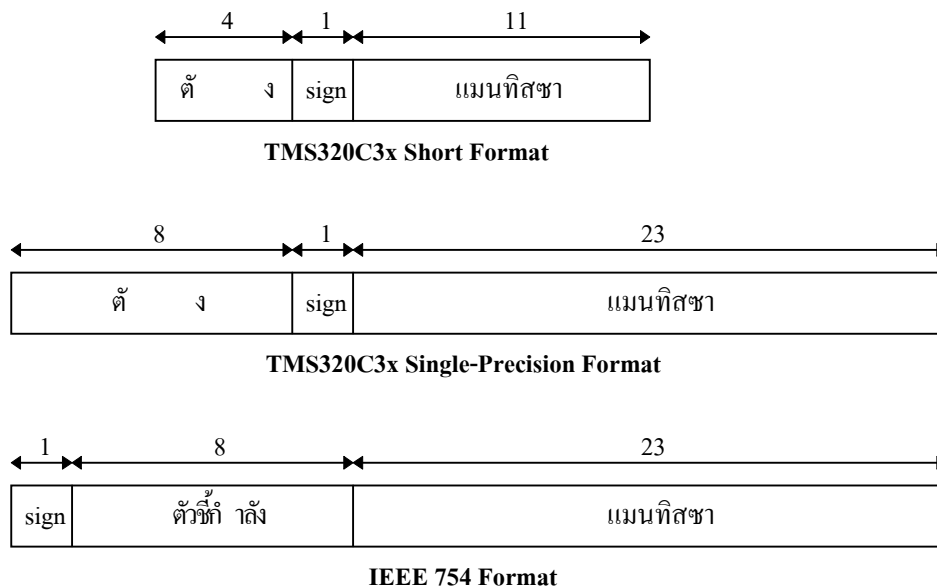 4 1 11
ตั ง sign แมนทิสซา
TMS320C3x Short Format
8 1 23
ตั ง sign แมนทิสซา
TMS320C3x Single-Precision Format
1 8 23
sign ตัวชี้กํ าลัง แมนทิสซา
IEEE 754 Format